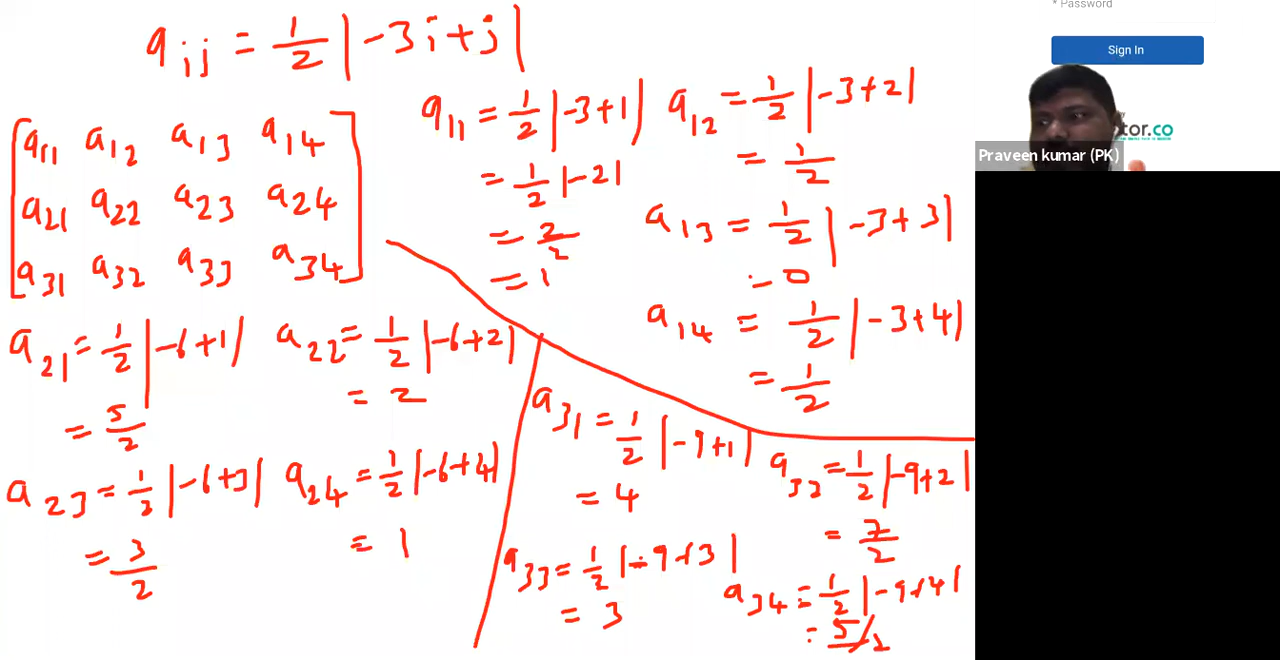 * Password
Sign In
tor.co
Praveen kumar (PK)
aij = 1/2 |-3i+j|
[a11 a12 a13 a14
a21 a22 a23 a24
a31 a32 a33 a34]
a11 = 1/2 |-3+1|
= 1/2 |-2|
= 2/2
= 1
a12 = 1/2 |-3+2|
= 1/2
a13 = 1/2 |-3+3|
= 0
a14 = 1/2 |-3+4|
= 1/2
a21 = 1/2 |-6+1|
= 5/2
a22 = 1/2 |-6+2|
= 2
a23 = 1/2 |-6+3|
= 3/2
a24 = 1/2 |-6+4|
= 1
a31 = 1/2 |-9+1|
= 4
a32 = 1/2 |-9+2|
= 7/2
a33 = 1/2 |-9+3|
= 3
a34 = 1/2 |-9+4|
= 5/2